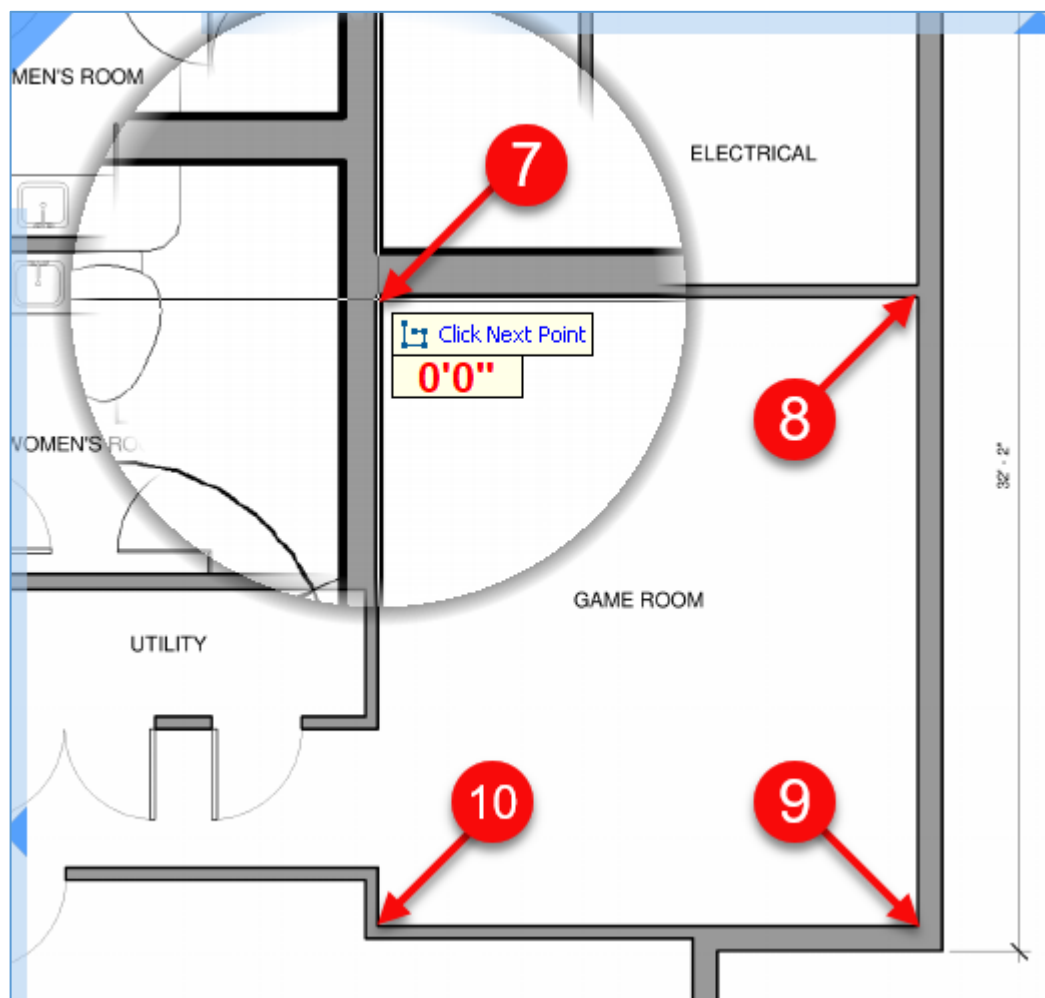 MEN'S ROOM
7
ELECTRICAL
Click Next Point
0'0"
8
WOMEN'S RO
32' - 2"
GAME ROOM
UTILITY
10
9